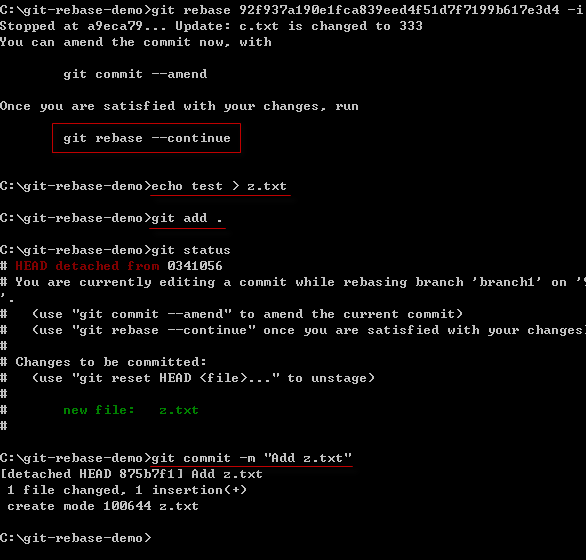 C:\git-rebase-demo>git rebase 92f937a190e1fca839eed4f51d7f7199b617e3d4 -i
Stopped at a9eca79... Update: c.txt is changed to 333
You can amend the commit now, with
git commit --amend
Once you are satisfied with your changes, run
git rebase --continue
C:\git-rebase-demo>echo test > z.txt
C:\git-rebase-demo>git add .
C:\git-rebase-demo>git status
# HEAD detached from 0341056
# You are currently editing a commit while rebasing branch 'branch1' on '9
'.
#   (use "git commit --amend" to amend the current commit)
#   (use "git rebase --continue" once you are satisfied with your changes)
#
# Changes to be committed:
#   (use "git reset HEAD <file>..." to unstage)
#
#       new file:   z.txt
#
C:\git-rebase-demo>git commit -m "Add z.txt"
[detached HEAD 875b7f1] Add z.txt
1 file changed, 1 insertion(+)
create mode 100644 z.txt
C:\git-rebase-demo>